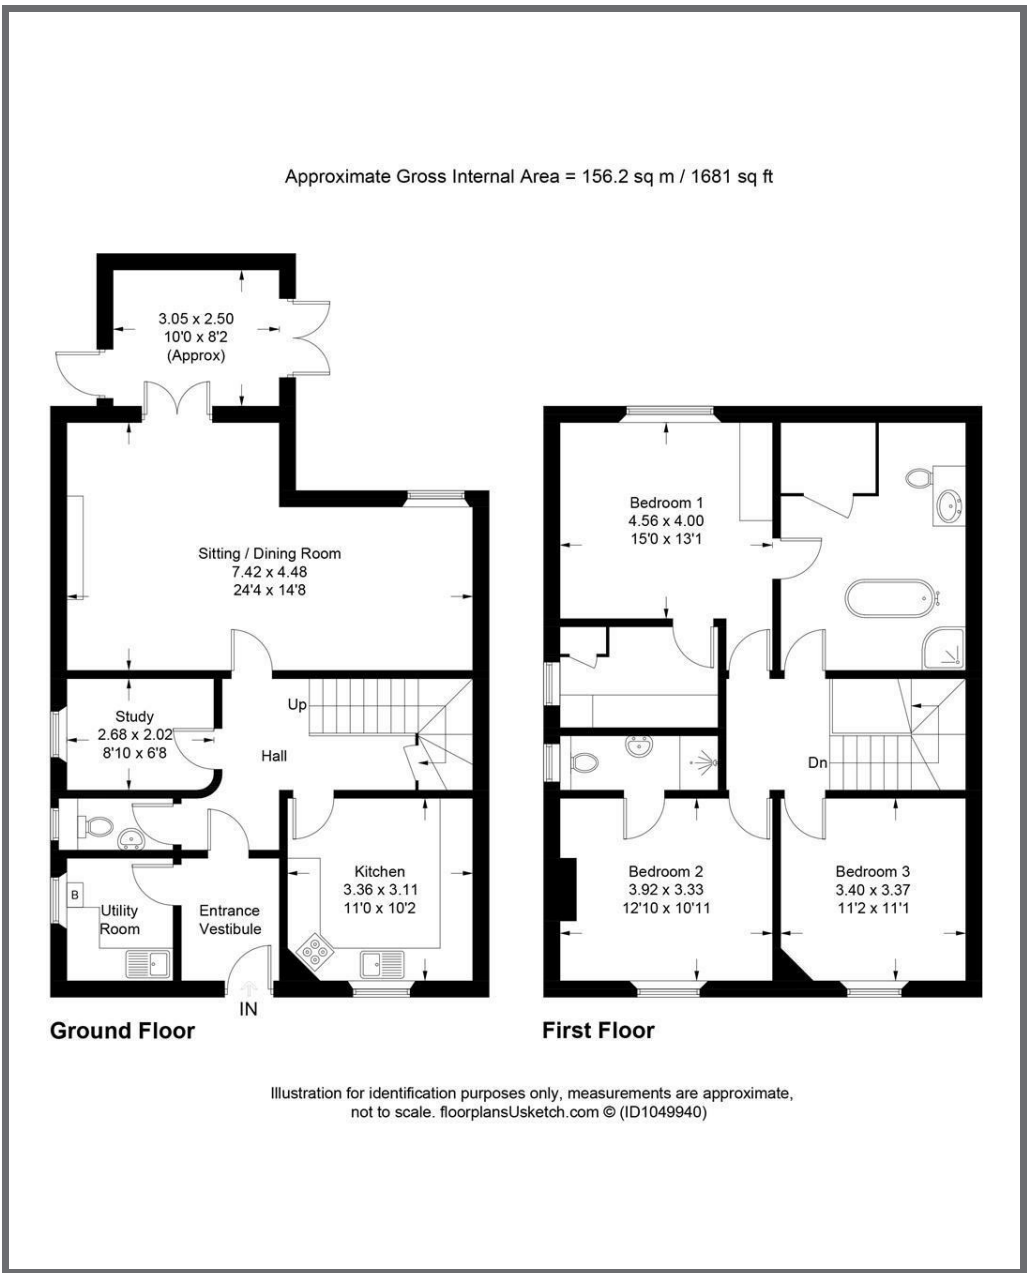 Approximate Gross Internal Area = 156.2 sq m / 1681 sq ft
3.05 x 2.50
10'0 x 8'2
(Approx)
Sitting / Dining Room
7.42 x 4.48
24'4 x 14'8
Study
2.68 x 2.02
8'10 x 6'8
Up
Hall
Kitchen
3.36 x 3.11
11'0 x 10'2
B
Utility
Room
Entrance
Vestibule
IN
Ground Floor
Bedroom 1
4.56 x 4.00
15'0 x 13'1
Dn
Bedroom 2
3.92 x 3.33
12'10 x 10'11
Bedroom 3
3.40 x 3.37
11'2 x 11'1
First Floor
Illustration for identification purposes only, measurements are approximate,
not to scale. floorplansUsketch.com © (ID1049940)